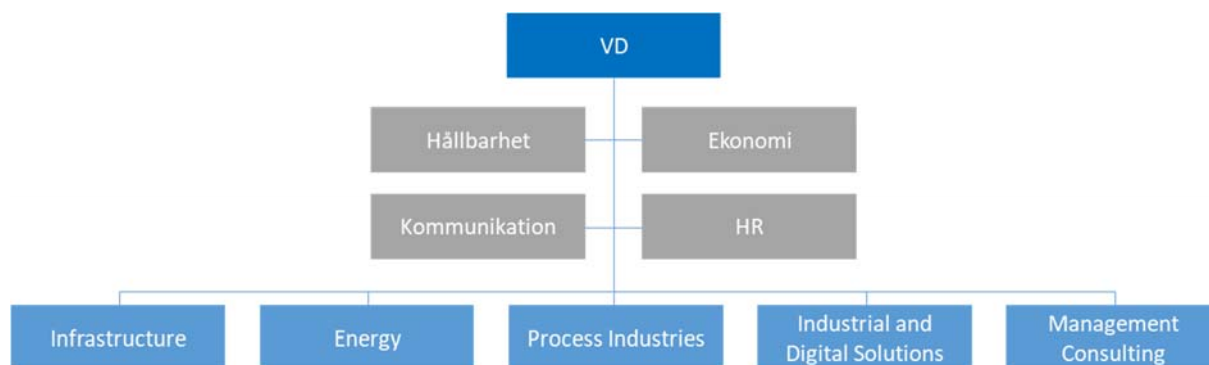 VD
Hållbarhet
Ekonomi
Kommunikation
HR
Infrastructure
Energy
Process Industries
Industrial and
Digital Solutions
Management
Consulting